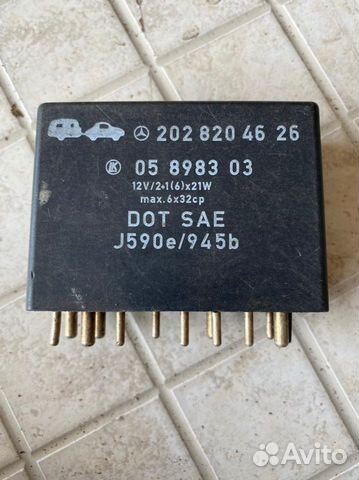 202 820 46 26
05 8983 03
12V/2+1(6)x21W
max.6x32cp
DOT SAE
J590e/945b
Avito